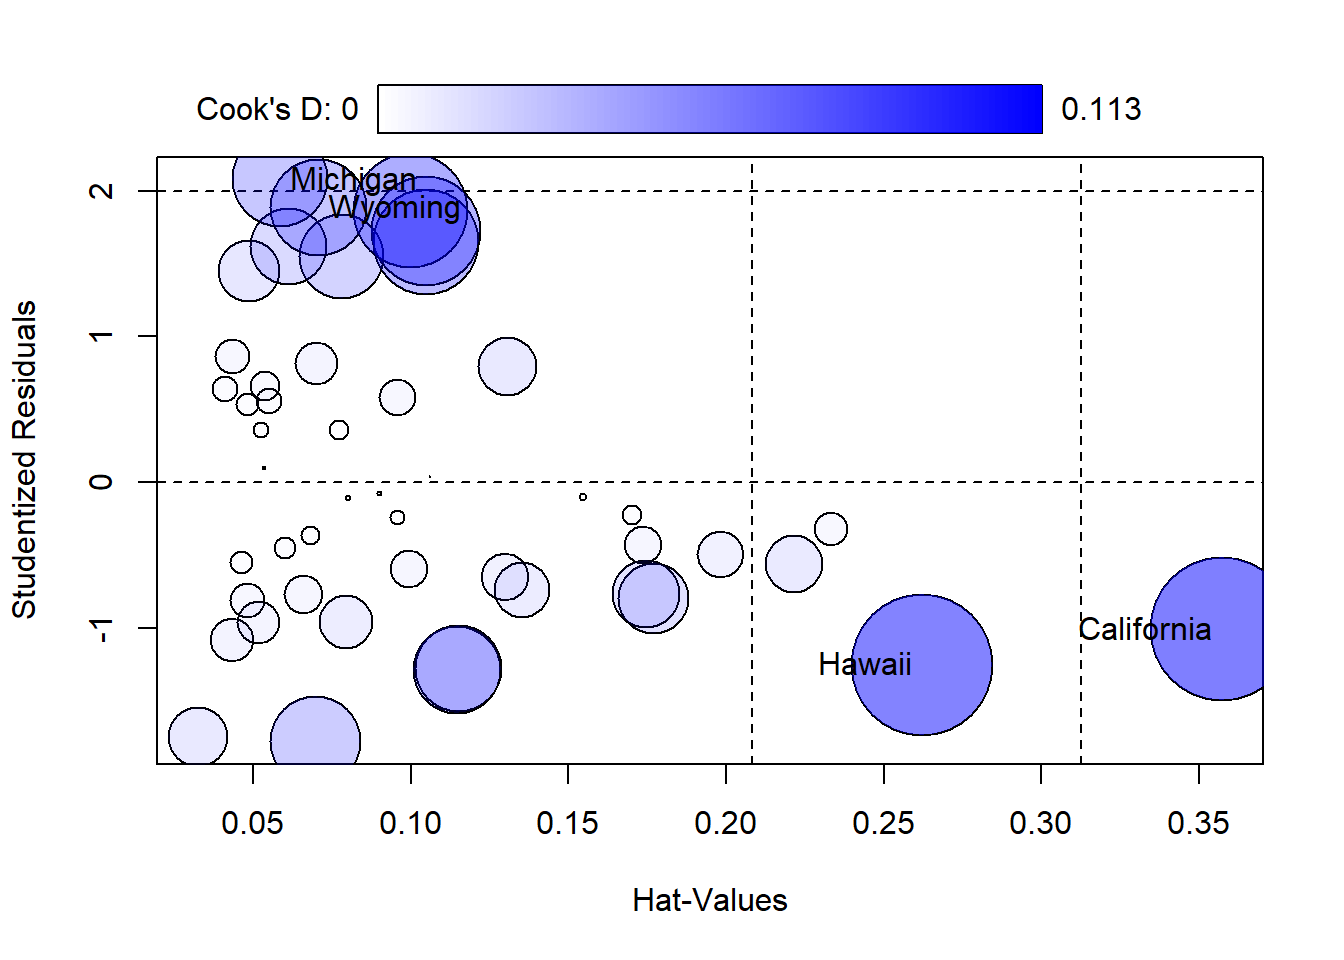 Cook's D: 0 0.113
Studentized Residuals
2
1
0
-1
Michigan
Wyoming
California
Hawaii
0.05 0.10 0.15 0.20 0.25 0.30 0.35
Hat-Values